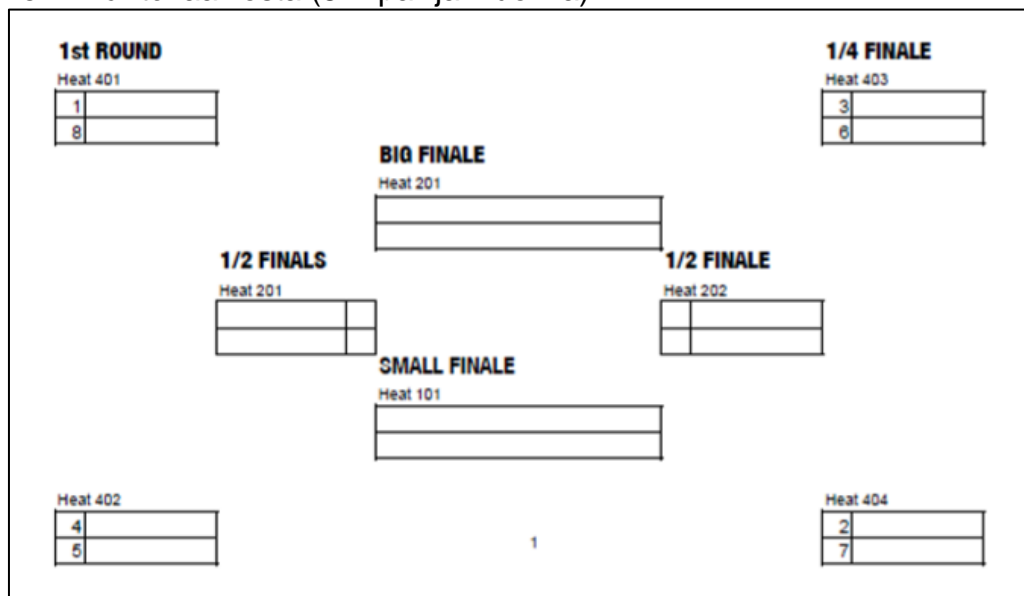 1st ROUND
Heat 401
1
8
1/4 FINALE
Heat 403
3
6
BIG FINALE
Heat 201
1/2 FINALS
Heat 201
1/2 FINALE
Heat 202
SMALL FINALE
Heat 101
Heat 402
4
5
1
Heat 404
2
7